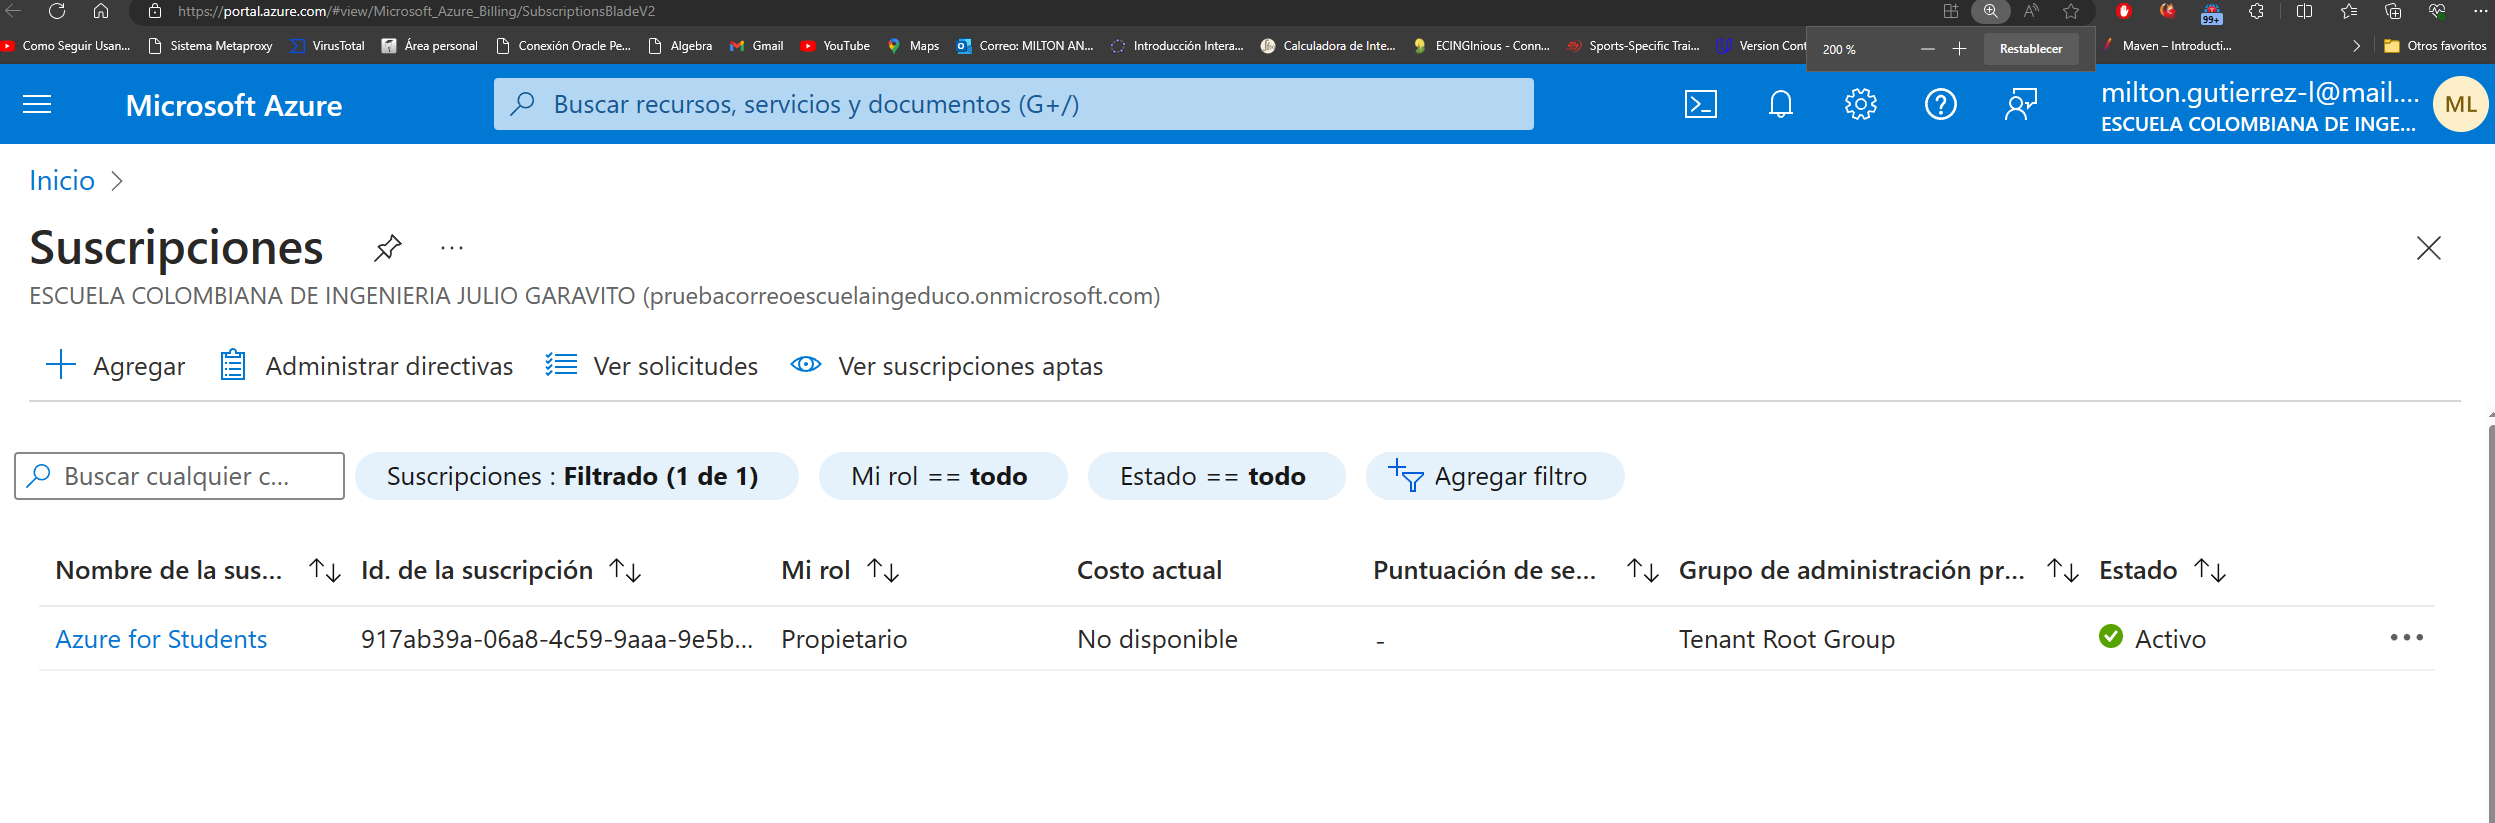 https://portal.azure.com/#view/Microsoft_Azure_Billing/SubscriptionsBladeV2
99+
Como Seguir Usan... Sistema Metaproxy VirusTotal Área personal Conexión Oracle Pe... Algebra Gmail YouTube Maps Correo: MILTON AN... Introducción Intera... Calculadora de Inte... ECINGInious - Conn... Sports-Specific Trai... Version Cont Maven – Introducti... Otros favoritos
200 % Restablecer
Microsoft Azure
Buscar recursos, servicios y documentos (G+/)
milton.gutierrez-l@mail....
ESCUELA COLOMBIANA DE INGE...
ML
Inicio
Suscripciones
ESCUELA COLOMBIANA DE INGENIERIA JULIO GARAVITO (pruebacorreoescuelaingeduco.onmicrosoft.com)
Agregar Administrar directivas Ver solicitudes Ver suscripciones aptas
Buscar cualquier c... Suscripciones : Filtrado (1 de 1) Mi rol == todo Estado == todo Agregar filtro
Nombre de la sus... Id. de la suscripción Mi rol Costo actual Puntuación de se... Grupo de administración pr... Estado
Azure for Students 917ab39a-06a8-4c59-9aaa-9e5b... Propietario No disponible - Tenant Root Group Activo